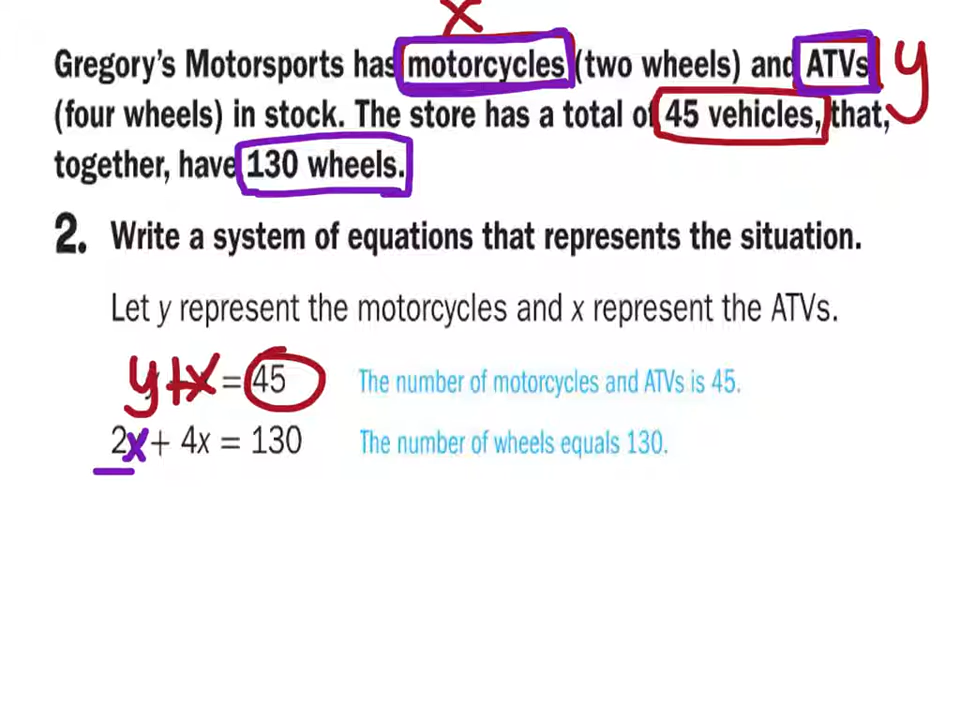 x
Gregory's Motorsports has motorcycles (two wheels) and ATVs y
(four wheels) in stock. The store has a total of 45 vehicles, that,
together, have 130 wheels.
2. Write a system of equations that represents the situation.
Let y represent the motorcycles and x represent the ATVs.
y+x = 45 The number of motorcycles and ATVs is 45.
2x + 4x = 130 The number of wheels equals 130.